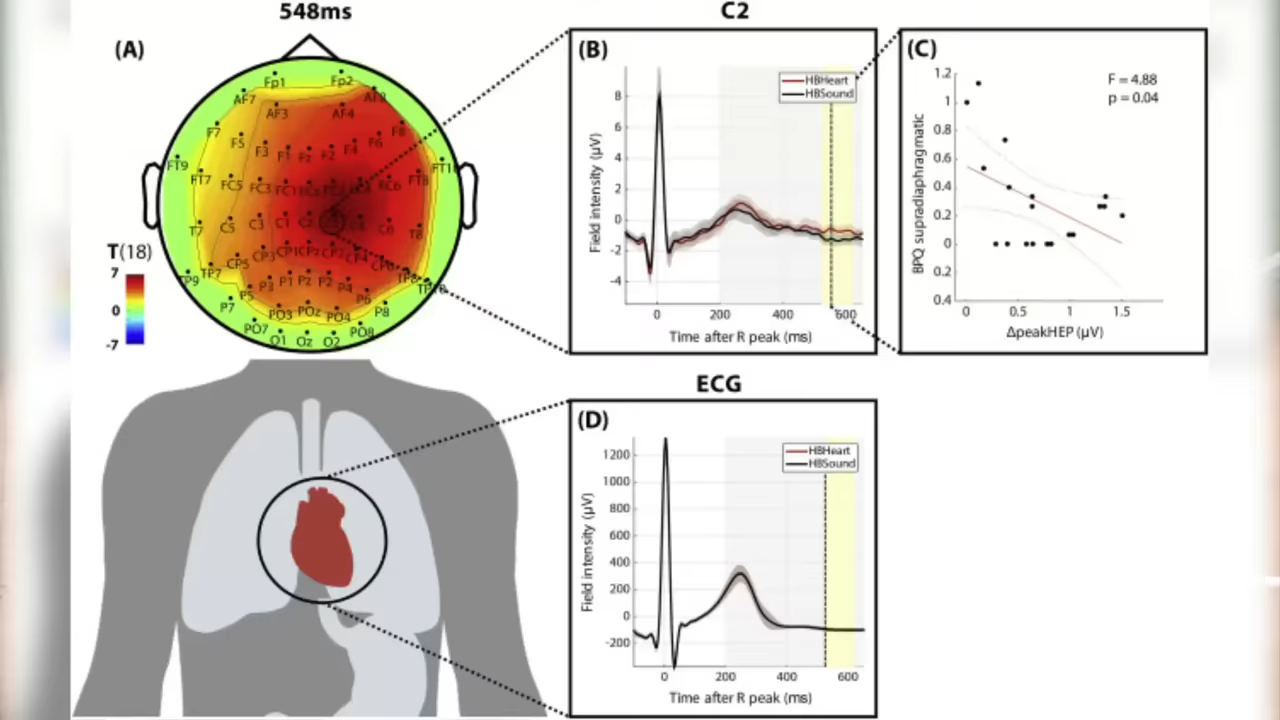 548ms
(A)
Fp1
Fp2
AF7
AF3
AF4
F7
F5
F3
F1
Fz
F2
F4
F6
F8
FT9
FT7
FC5
FC3
FC1
FC6
FT8
T7
C5
C3
C1
C6
T8
TP9
TP7
CP5
CP3
P7
P5
P3
P1
Pz
P2
P4
P6
P8
TP8
PO7
PO3
POz
PO4
PO8
O1
Oz
O2
T(18)
7
0
-7
C2
(B)
HBHeart
HBSound
Field intensity (µV)
8
6
4
2
0
-2
-4
0
200
400
600
Time after R peak (ms)
(C)
F = 4.88
p = 0.04
BPQ supradiaphragmatic
1.2
1
0.8
0.6
0.4
0.2
0
0.2
0.4
0
0.5
1
1.5
ΔpeakHEP (µV)
ECG
(D)
HBHeart
HBSound
Field intensity (µV)
1200
1000
800
600
400
200
0
-200
0
200
400
600
Time after R peak (ms)